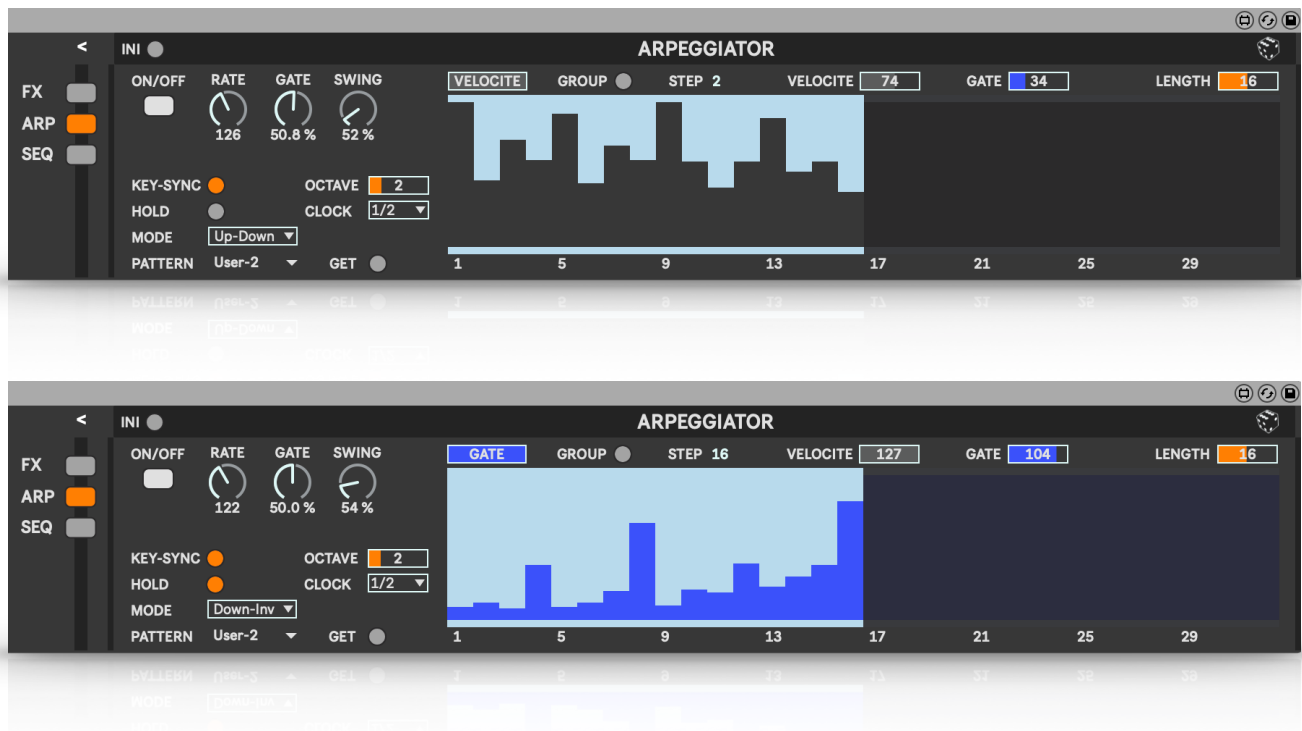 < INI ARPEGGIATOR
ON/OFF RATE GATE SWING VELOCITE GROUP STEP 2 VELOCITE 74 GATE 34 LENGTH 16
FX
126 50.8 % 52 %
ARP
SEQ
KEY-SYNC OCTAVE 2
HOLD CLOCK 1/2
MODE Up-Down
PATTERN User-2 GET 1 5 9 13 17 21 25 29
< INI ARPEGGIATOR
ON/OFF RATE GATE SWING GATE GROUP STEP 16 VELOCITE 127 GATE 104 LENGTH 16
FX
122 50.0 % 54 %
ARP
SEQ
KEY-SYNC OCTAVE 2
HOLD CLOCK 1/2
MODE Down-Inv
PATTERN User-2 GET 1 5 9 13 17 21 25 29